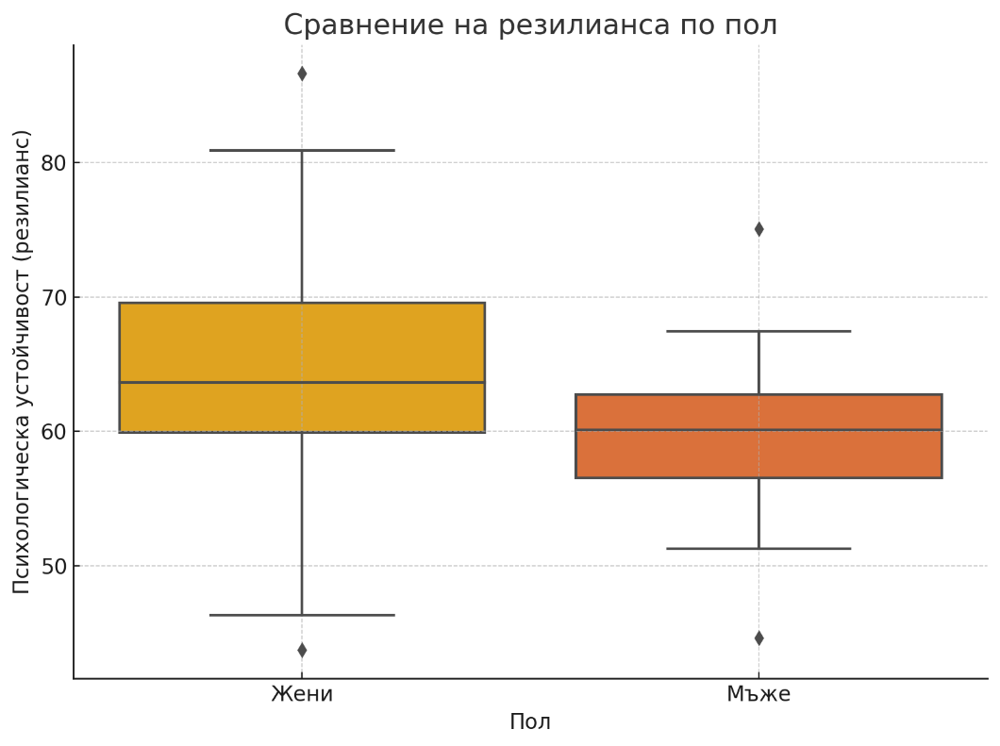 Сравнение на резилианса по пол
Психологическа устойчивост (резилианс)
80
70
60
50
Жени
Мъже
Пол